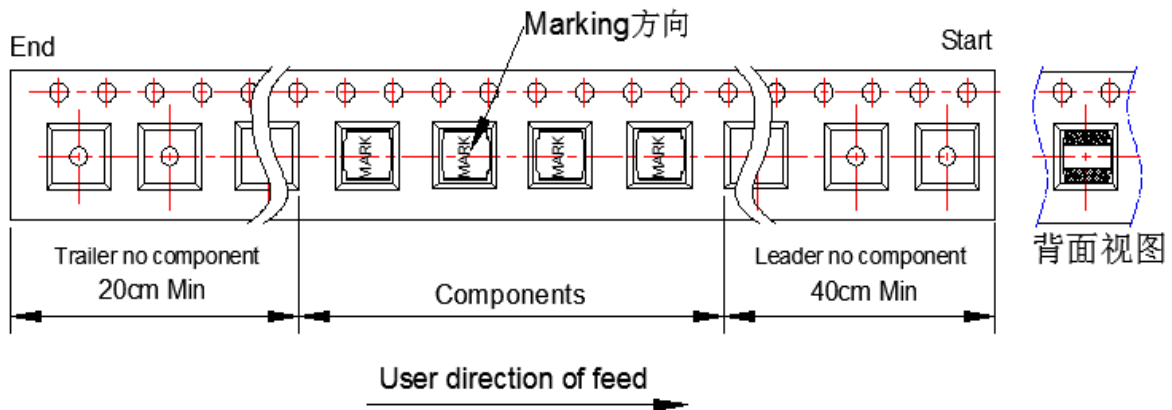 Marking方向
End
Start
MARK
MARK
MARK
MARK
背面视图
Trailer no component
20cm Min
Components
Leader no component
40cm Min
User direction of feed